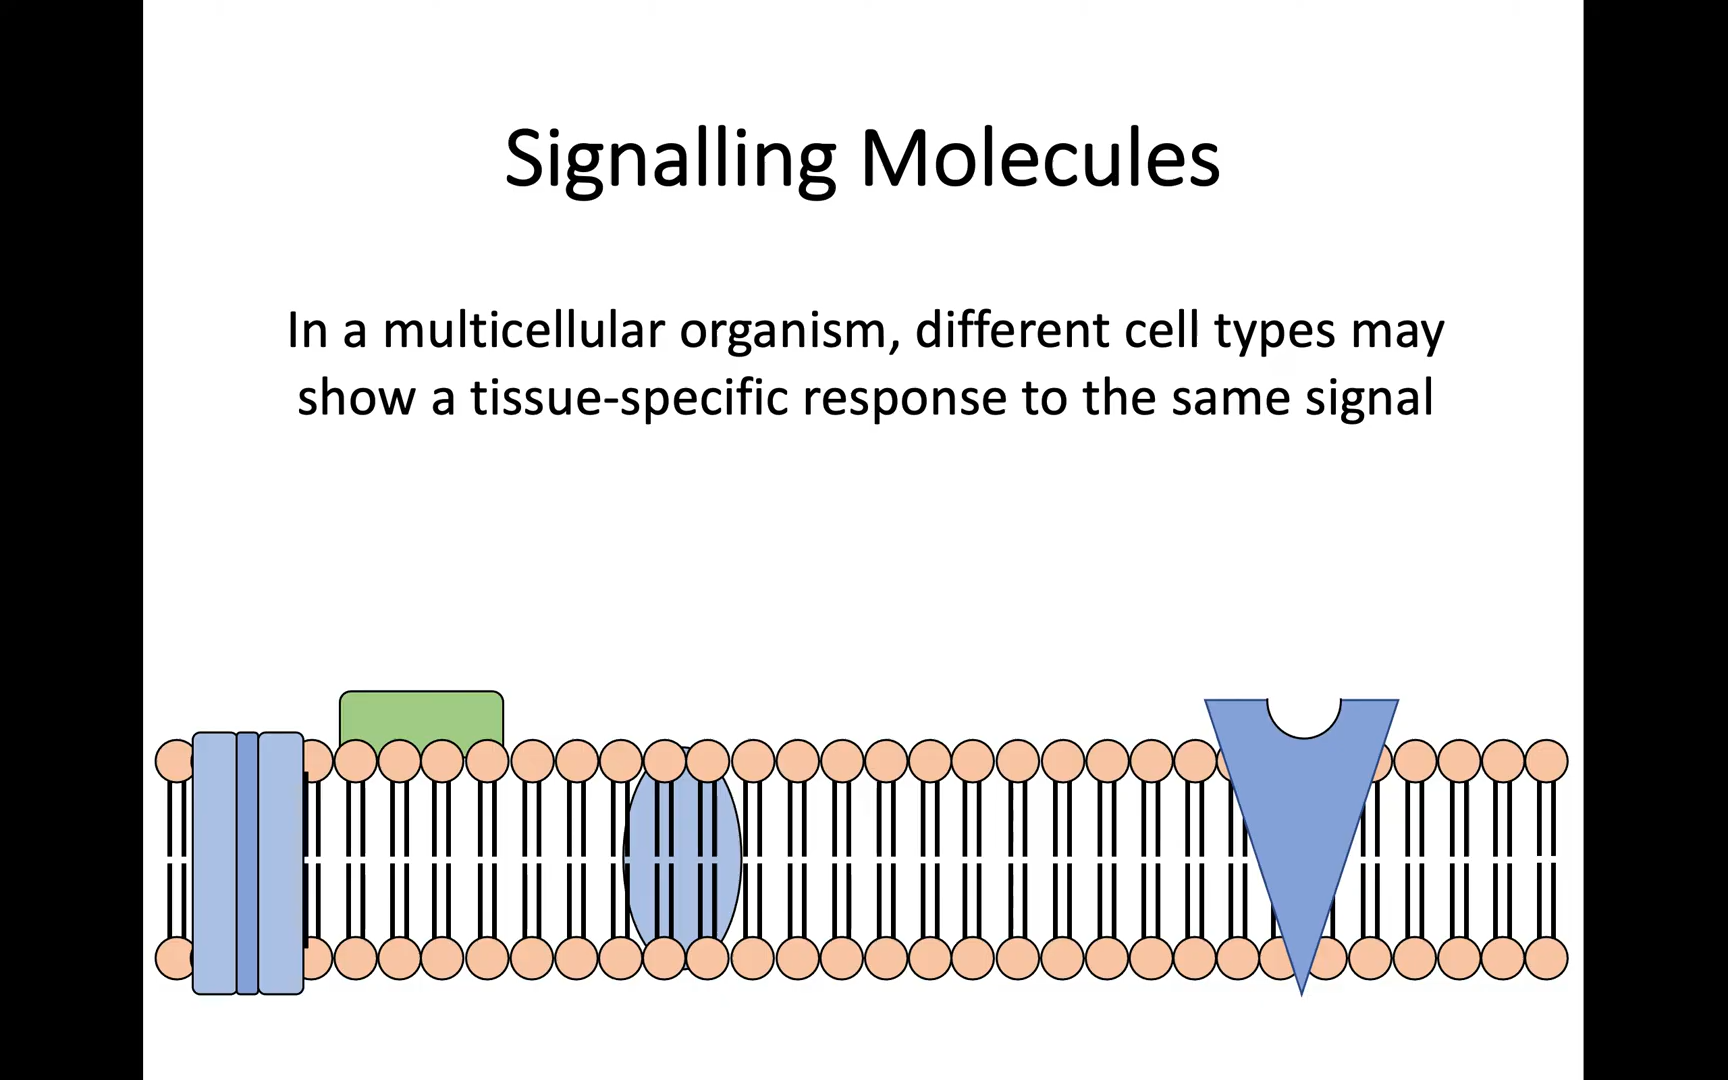 Signalling Molecules
In a multicellular organism, different cell types may
show a tissue-specific response to the same signal